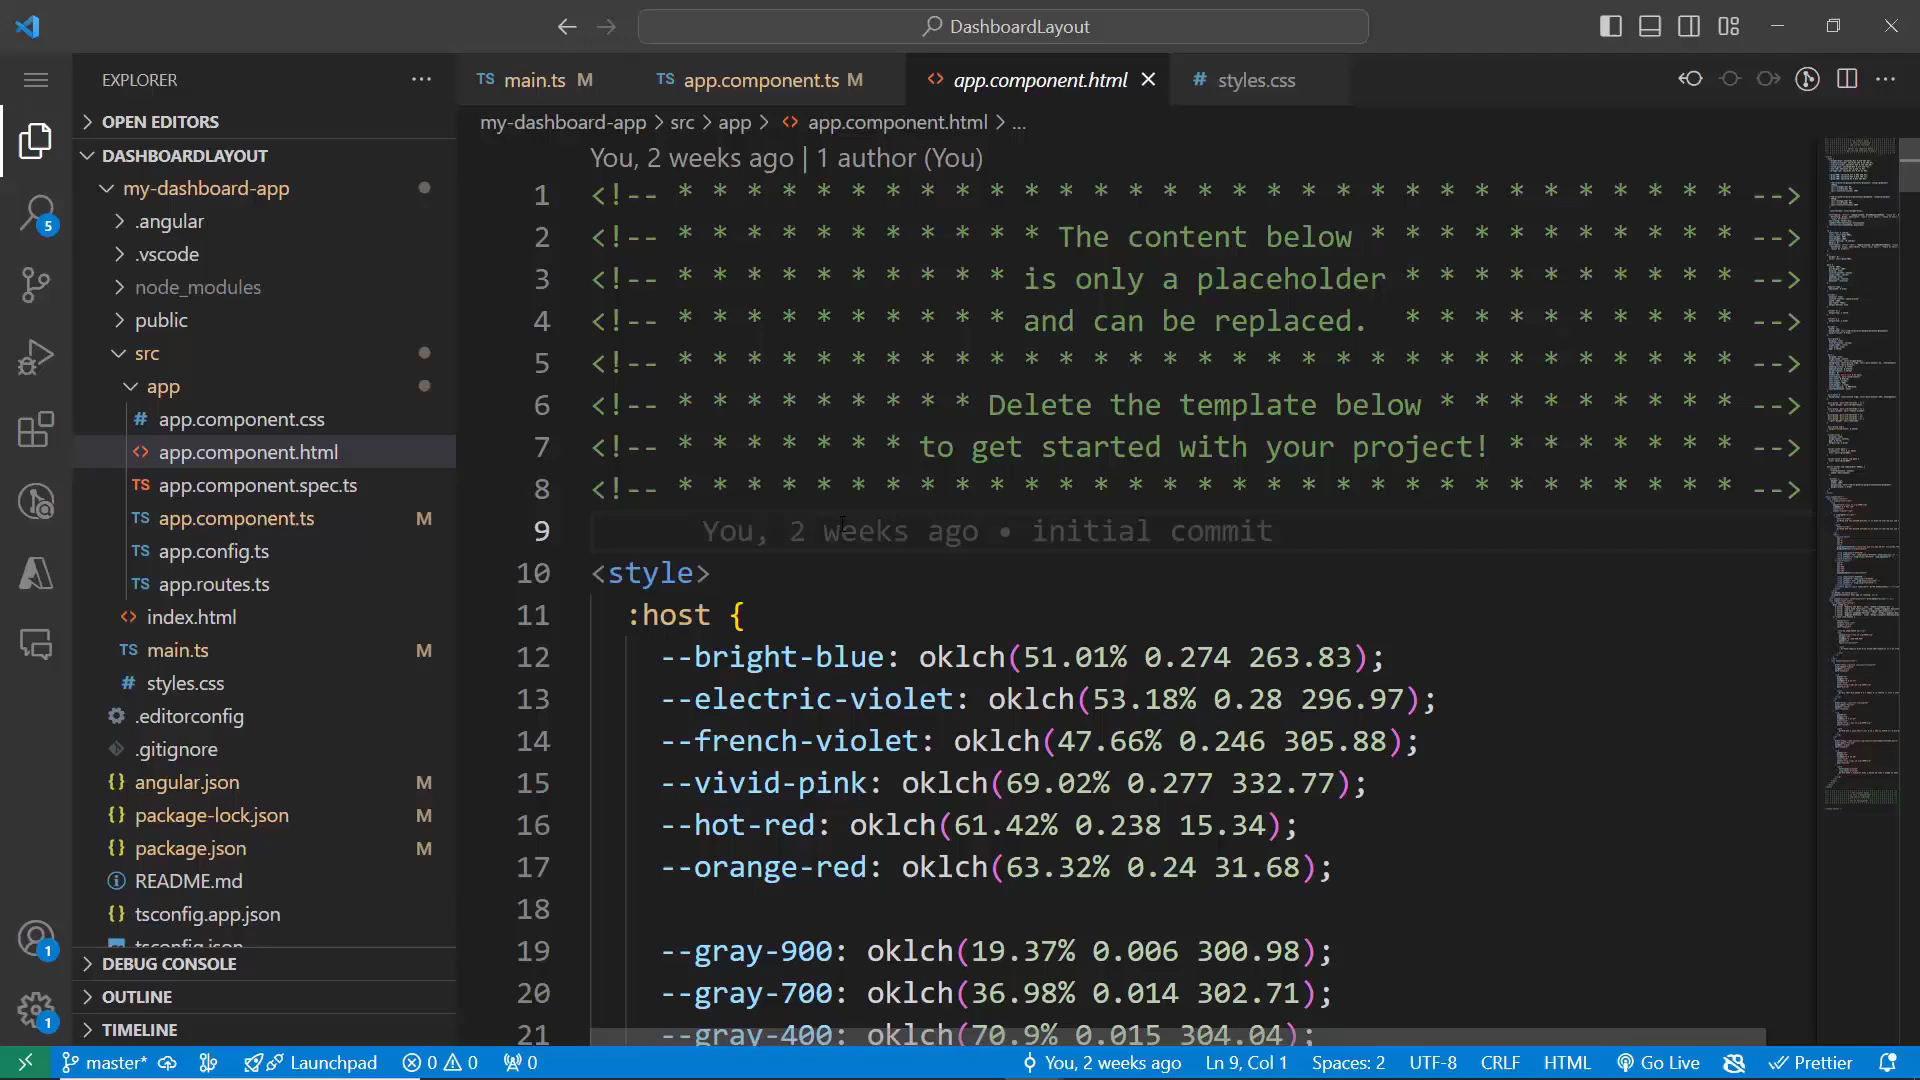 DashboardLayout
EXPLORER
TS main.ts M
TS app.component.ts M
<> app.component.html
# styles.css
OPEN EDITORS
my-dashboard-app > src > app > <> app.component.html > ...
DASHBOARDLAYOUT
You, 2 weeks ago | 1 author (You)
my-dashboard-app
.angular
.vscode
node_modules
public
src
app
# app.component.css
<> app.component.html
TS app.component.spec.ts
TS app.component.ts M
TS app.config.ts
TS app.routes.ts
<> index.html
TS main.ts M
# styles.css
.editorconfig
.gitignore
{} angular.json M
{} package-lock.json M
{} package.json M
README.md
{} tsconfig.app.json
tsconfig.json
DEBUG CONSOLE
OUTLINE
TIMELINE
5
1
1
1 <!-- * * * * * * * * * * * * * * * * * * * * * * * * * * * * * * * -->
2 <!-- * * * * * * * * * * * The content below * * * * * * * * * * * -->
3 <!-- * * * * * * * * * * is only a placeholder * * * * * * * * * * -->
4 <!-- * * * * * * * * * * and can be replaced.  * * * * * * * * * * -->
5 <!-- * * * * * * * * * * * * * * * * * * * * * * * * * * * * * * * -->
6 <!-- * * * * * * * * * Delete the template below * * * * * * * * * -->
7 <!-- * * * * * * * to get started with your project! * * * * * * * -->
8 <!-- * * * * * * * * * * * * * * * * * * * * * * * * * * * * * * * -->
9 You, 2 weeks ago • initial commit
10 <style>
11 :host {
12 --bright-blue: oklch(51.01% 0.274 263.83);
13 --electric-violet: oklch(53.18% 0.28 296.97);
14 --french-violet: oklch(47.66% 0.246 305.88);
15 --vivid-pink: oklch(69.02% 0.277 332.77);
16 --hot-red: oklch(61.42% 0.238 15.34);
17 --orange-red: oklch(63.32% 0.24 31.68);
18
19 --gray-900: oklch(19.37% 0.006 300.98);
20 --gray-700: oklch(36.98% 0.014 302.71);
21 --gray-400: oklch(70.9% 0.015 304.04);
master* Launchpad 0 0 0 You, 2 weeks ago Ln 9, Col 1 Spaces: 2 UTF-8 CRLF HTML Go Live Prettier